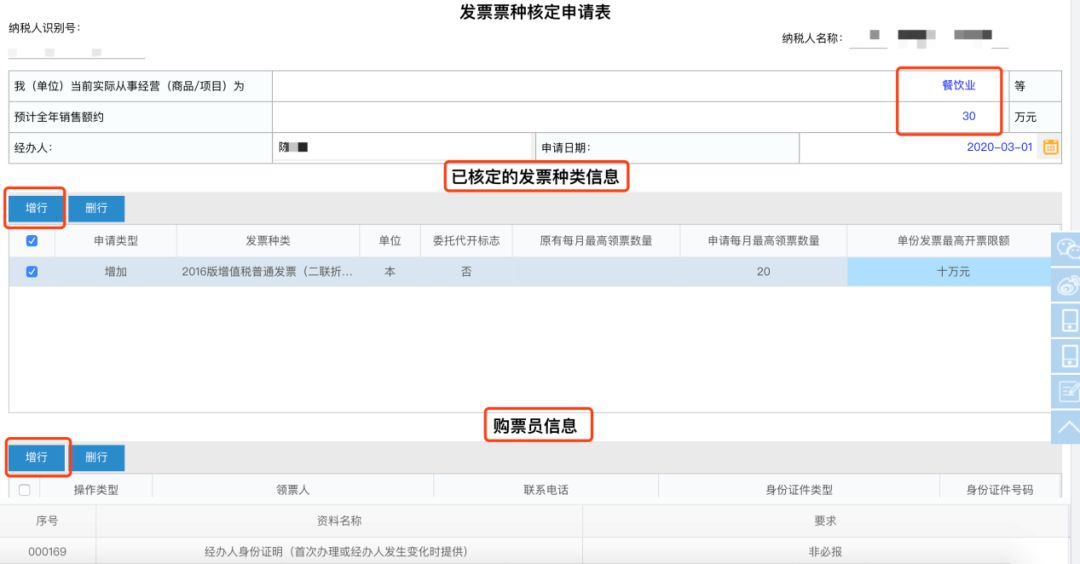 发票票种核定申请表
纳税人识别号:
纳税人名称:
我（单位）当前实际从事经营（商品/项目）为 餐饮业 等
预计全年销售额约 30 万元
经办人: 申请日期: 2020-03-01
已核定的发票种类信息
增行 删行
申请类型 发票种类 单位 委托代开标志 原有每月最高领票数量 申请每月最高领票数量 单份发票最高开票限额
增加 2016版增值税普通发票（二联折... 本 否 20 十万元
购票员信息
增行 删行
操作类型 领票人 联系电话 身份证件类型 身份证件号码
序号 资料名称 要求
000169 经办人身份证明（首次办理或经办人发生变化时提供） 非必报